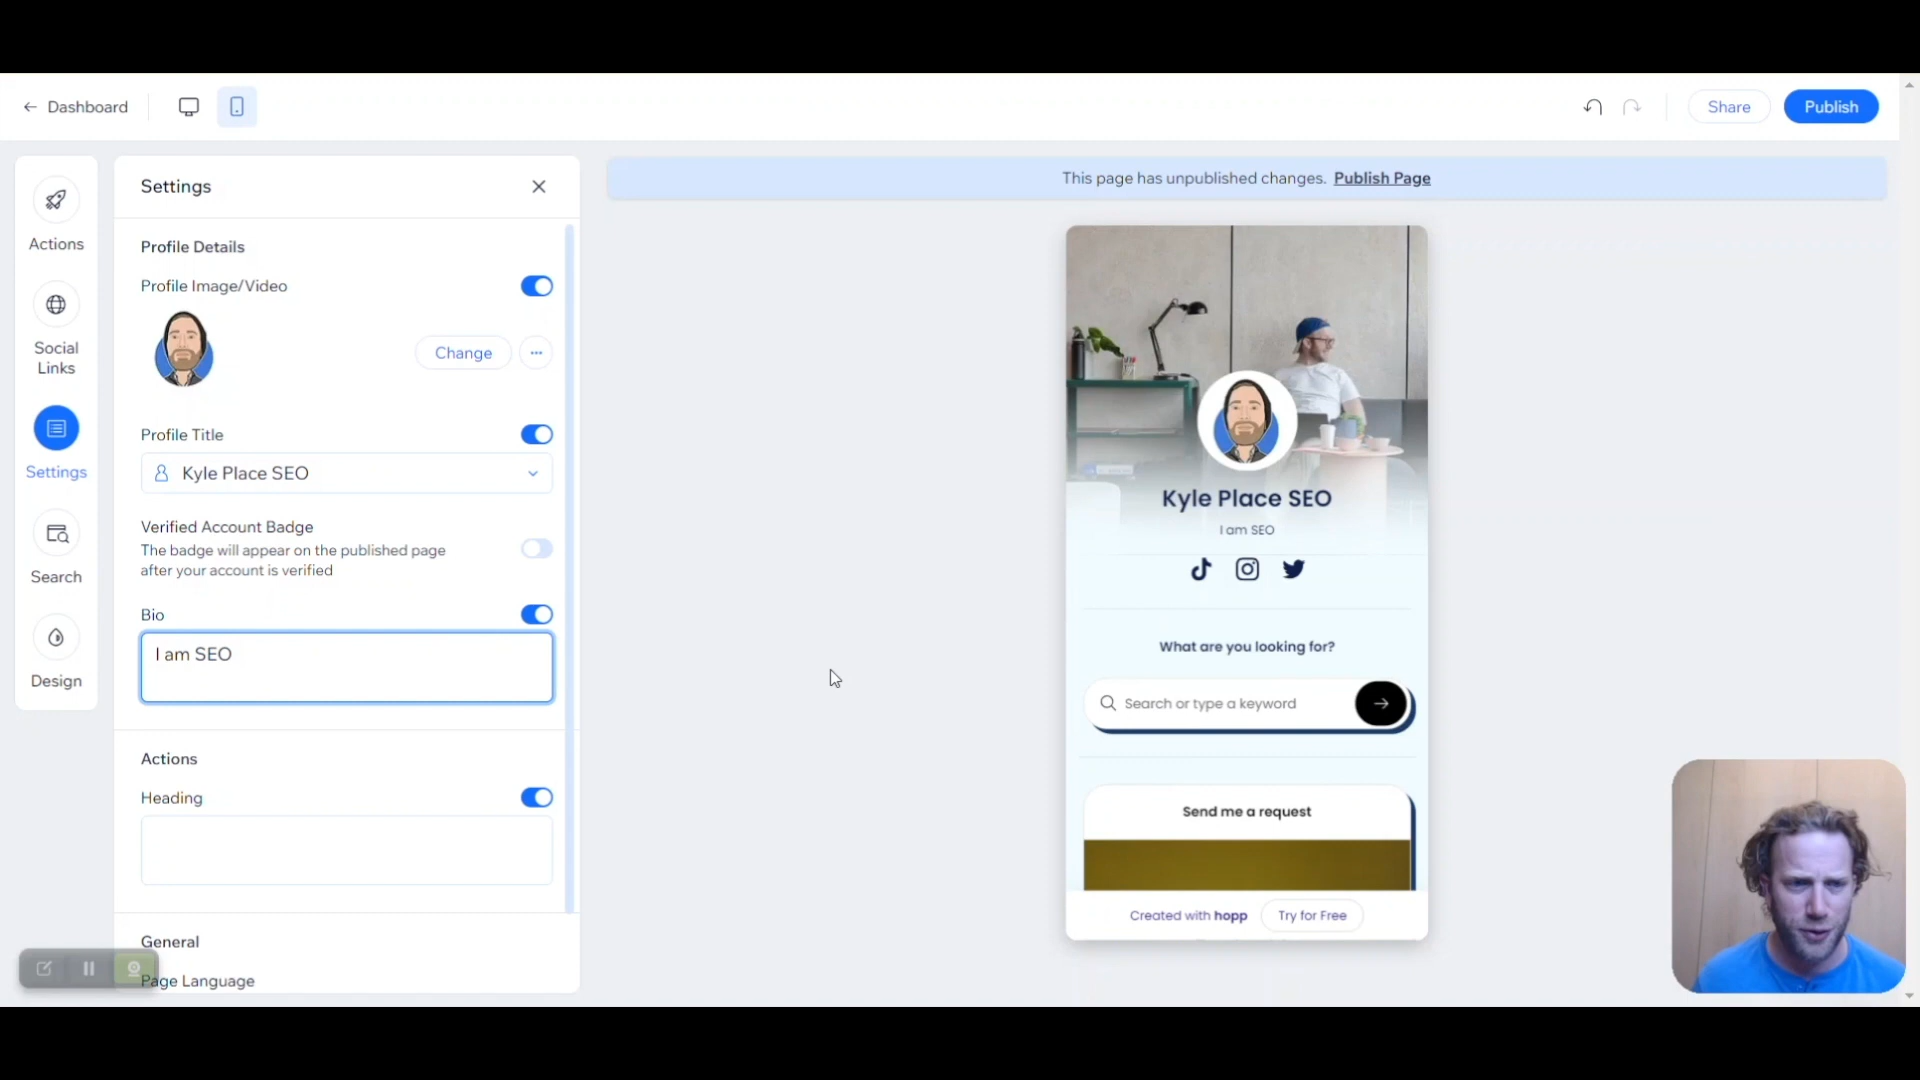 Dashboard
Share
Publish
Actions
Social
Links
Settings
Search
Design
Settings
Profile Details
Profile Image/Video
Change
Profile Title
Kyle Place SEO
Verified Account Badge
The badge will appear on the published page
after your account is verified
Bio
I am SEO
Actions
Heading
General
Page Language
This page has unpublished changes. Publish Page
Kyle Place SEO
I am SEO
What are you looking for?
Search or type a keyword
Send me a request
Created with hopp
Try for Free